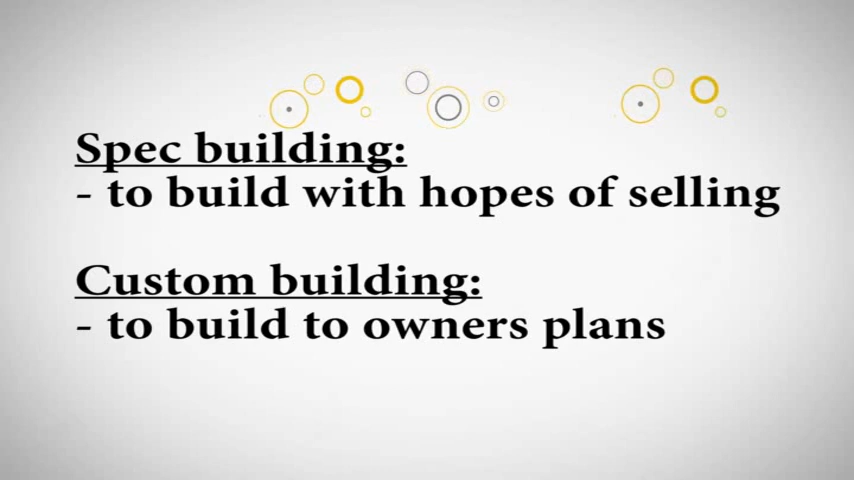 Spec building:
- to build with hopes of selling
Custom building:
- to build to owners plans